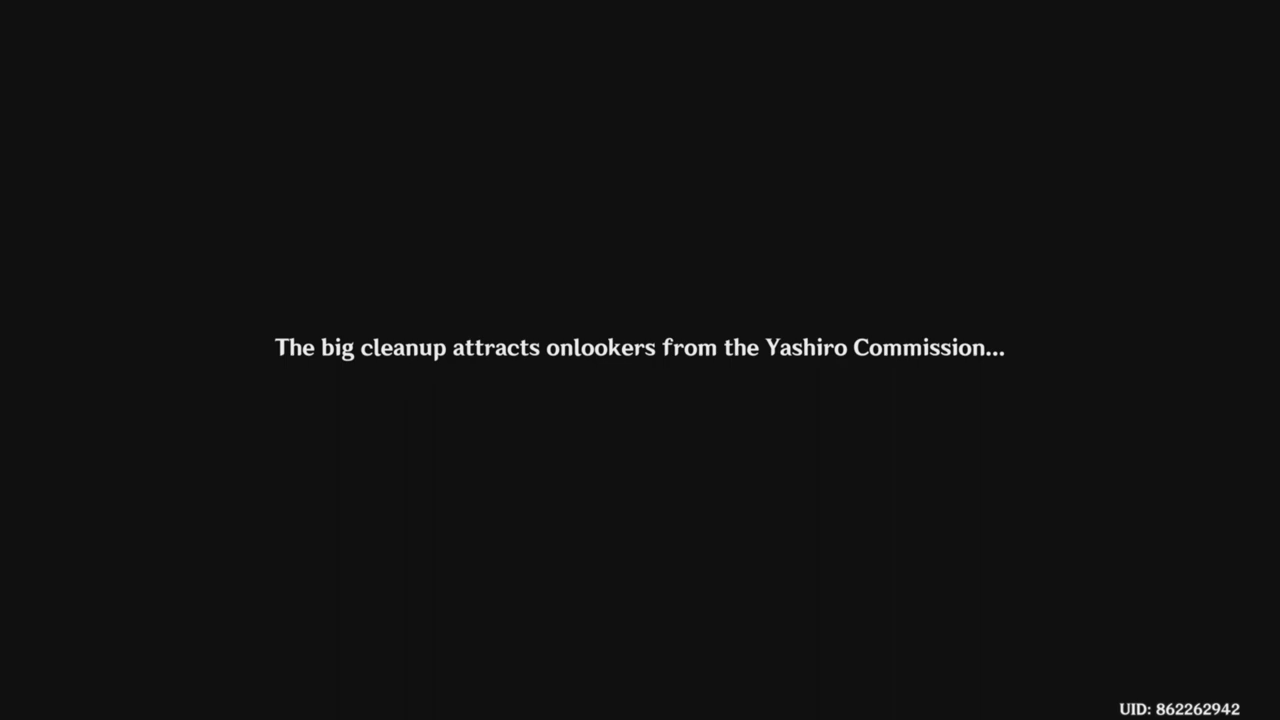 The big cleanup attracts onlookers from the Yashiro Commission...
UID: 862262942